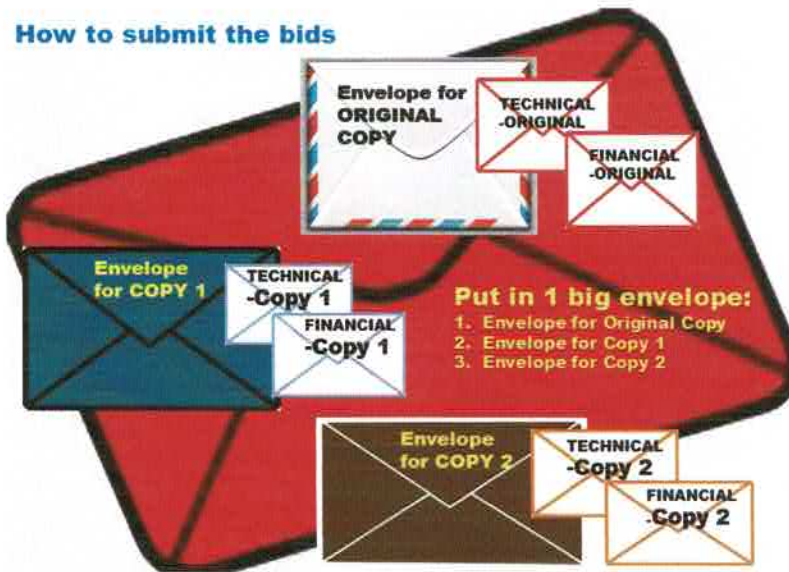 How to submit the bids
Envelope for
ORIGINAL
COPY
TECHNICAL
-ORIGINAL
FINANCIAL
-ORIGINAL
Envelope
for COPY 1
TECHNICAL
-Copy 1
FINANCIAL
-Copy 1
Put in 1 big envelope:
1. Envelope for Original Copy
2. Envelope for Copy 1
3. Envelope for Copy 2
Envelope
for COPY 2
TECHNICAL
-Copy 2
FINANCIAL
-Copy 2